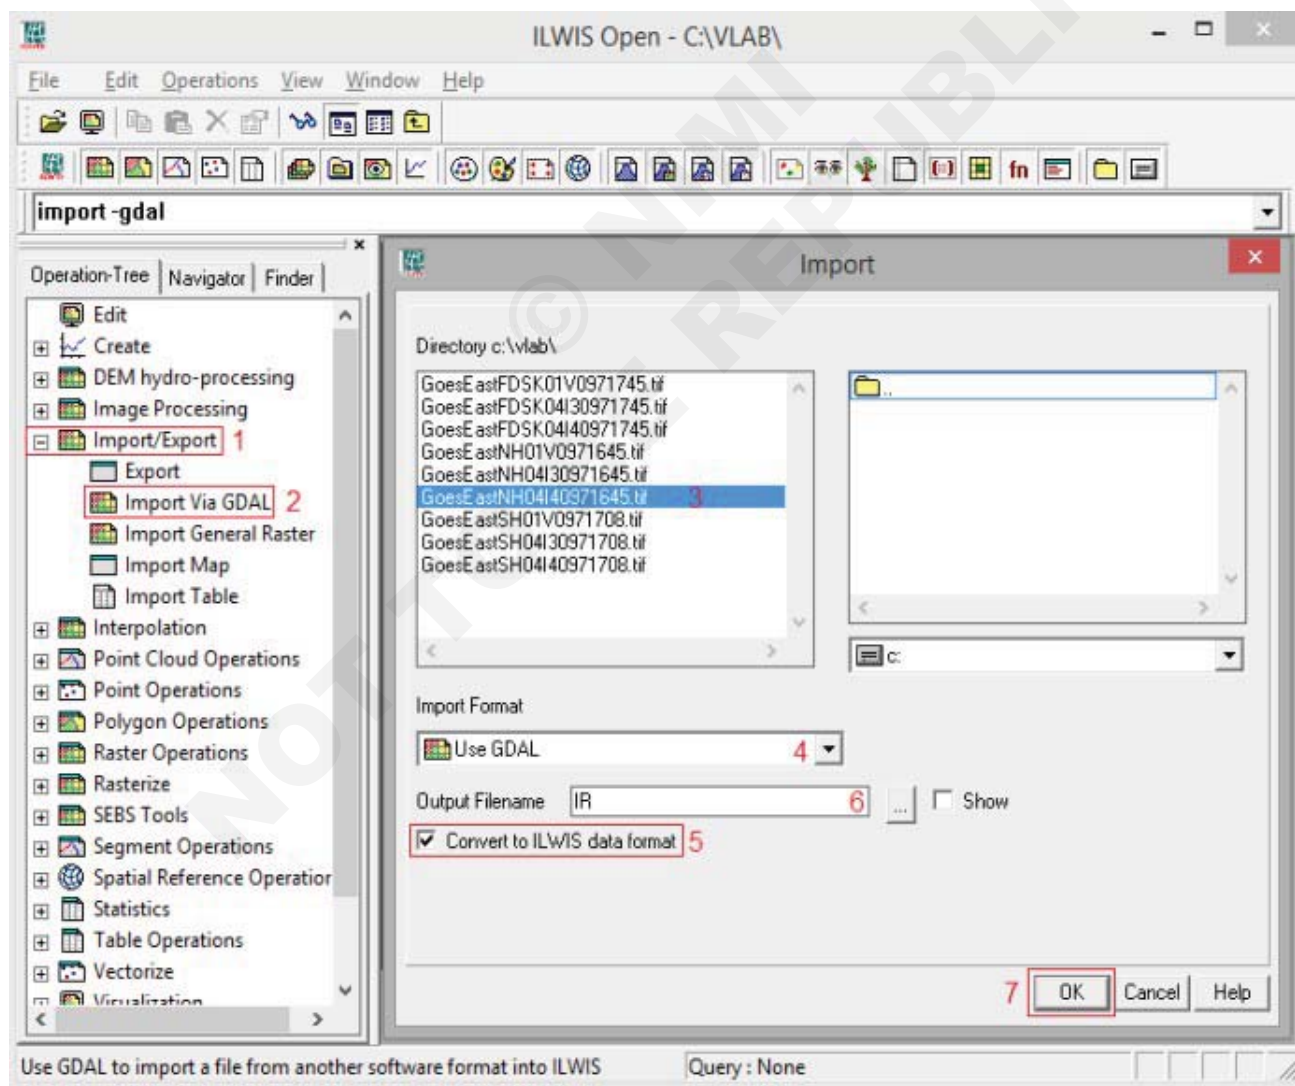 ILWIS Open - C:\VLAB\
File Edit Operations View Window Help
import -gdal
Operation-Tree Navigator Finder
Edit
Create
DEM hydro-processing
Image Processing
Import/Export 1
Export
Import Via GDAL 2
Import General Raster
Import Map
Import Table
Interpolation
Point Cloud Operations
Point Operations
Polygon Operations
Raster Operations
Rasterize
SEBS Tools
Segment Operations
Spatial Reference Operation
Statistics
Table Operations
Vectorize
Visualization
Import
Directory c:\vlab\
GoesEastFDSK01V0971745.tif
GoesEastFDSK04I30971745.tif
GoesEastFDSK04I40971745.tif
GoesEastNH01V0971645.tif
GoesEastNH04I30971645.tif
GoesEastNH04I40971645.tif 3
GoesEastSH01V0971708.tif
GoesEastSH04I30971708.tif
GoesEastSH04I40971708.tif
..
c:
Import Format
Use GDAL 4
Output Filename IR 6 ... Show
Convert to ILWIS data format 5
7 OK Cancel Help
Use GDAL to import a file from another software format into ILWIS Query : None
fn